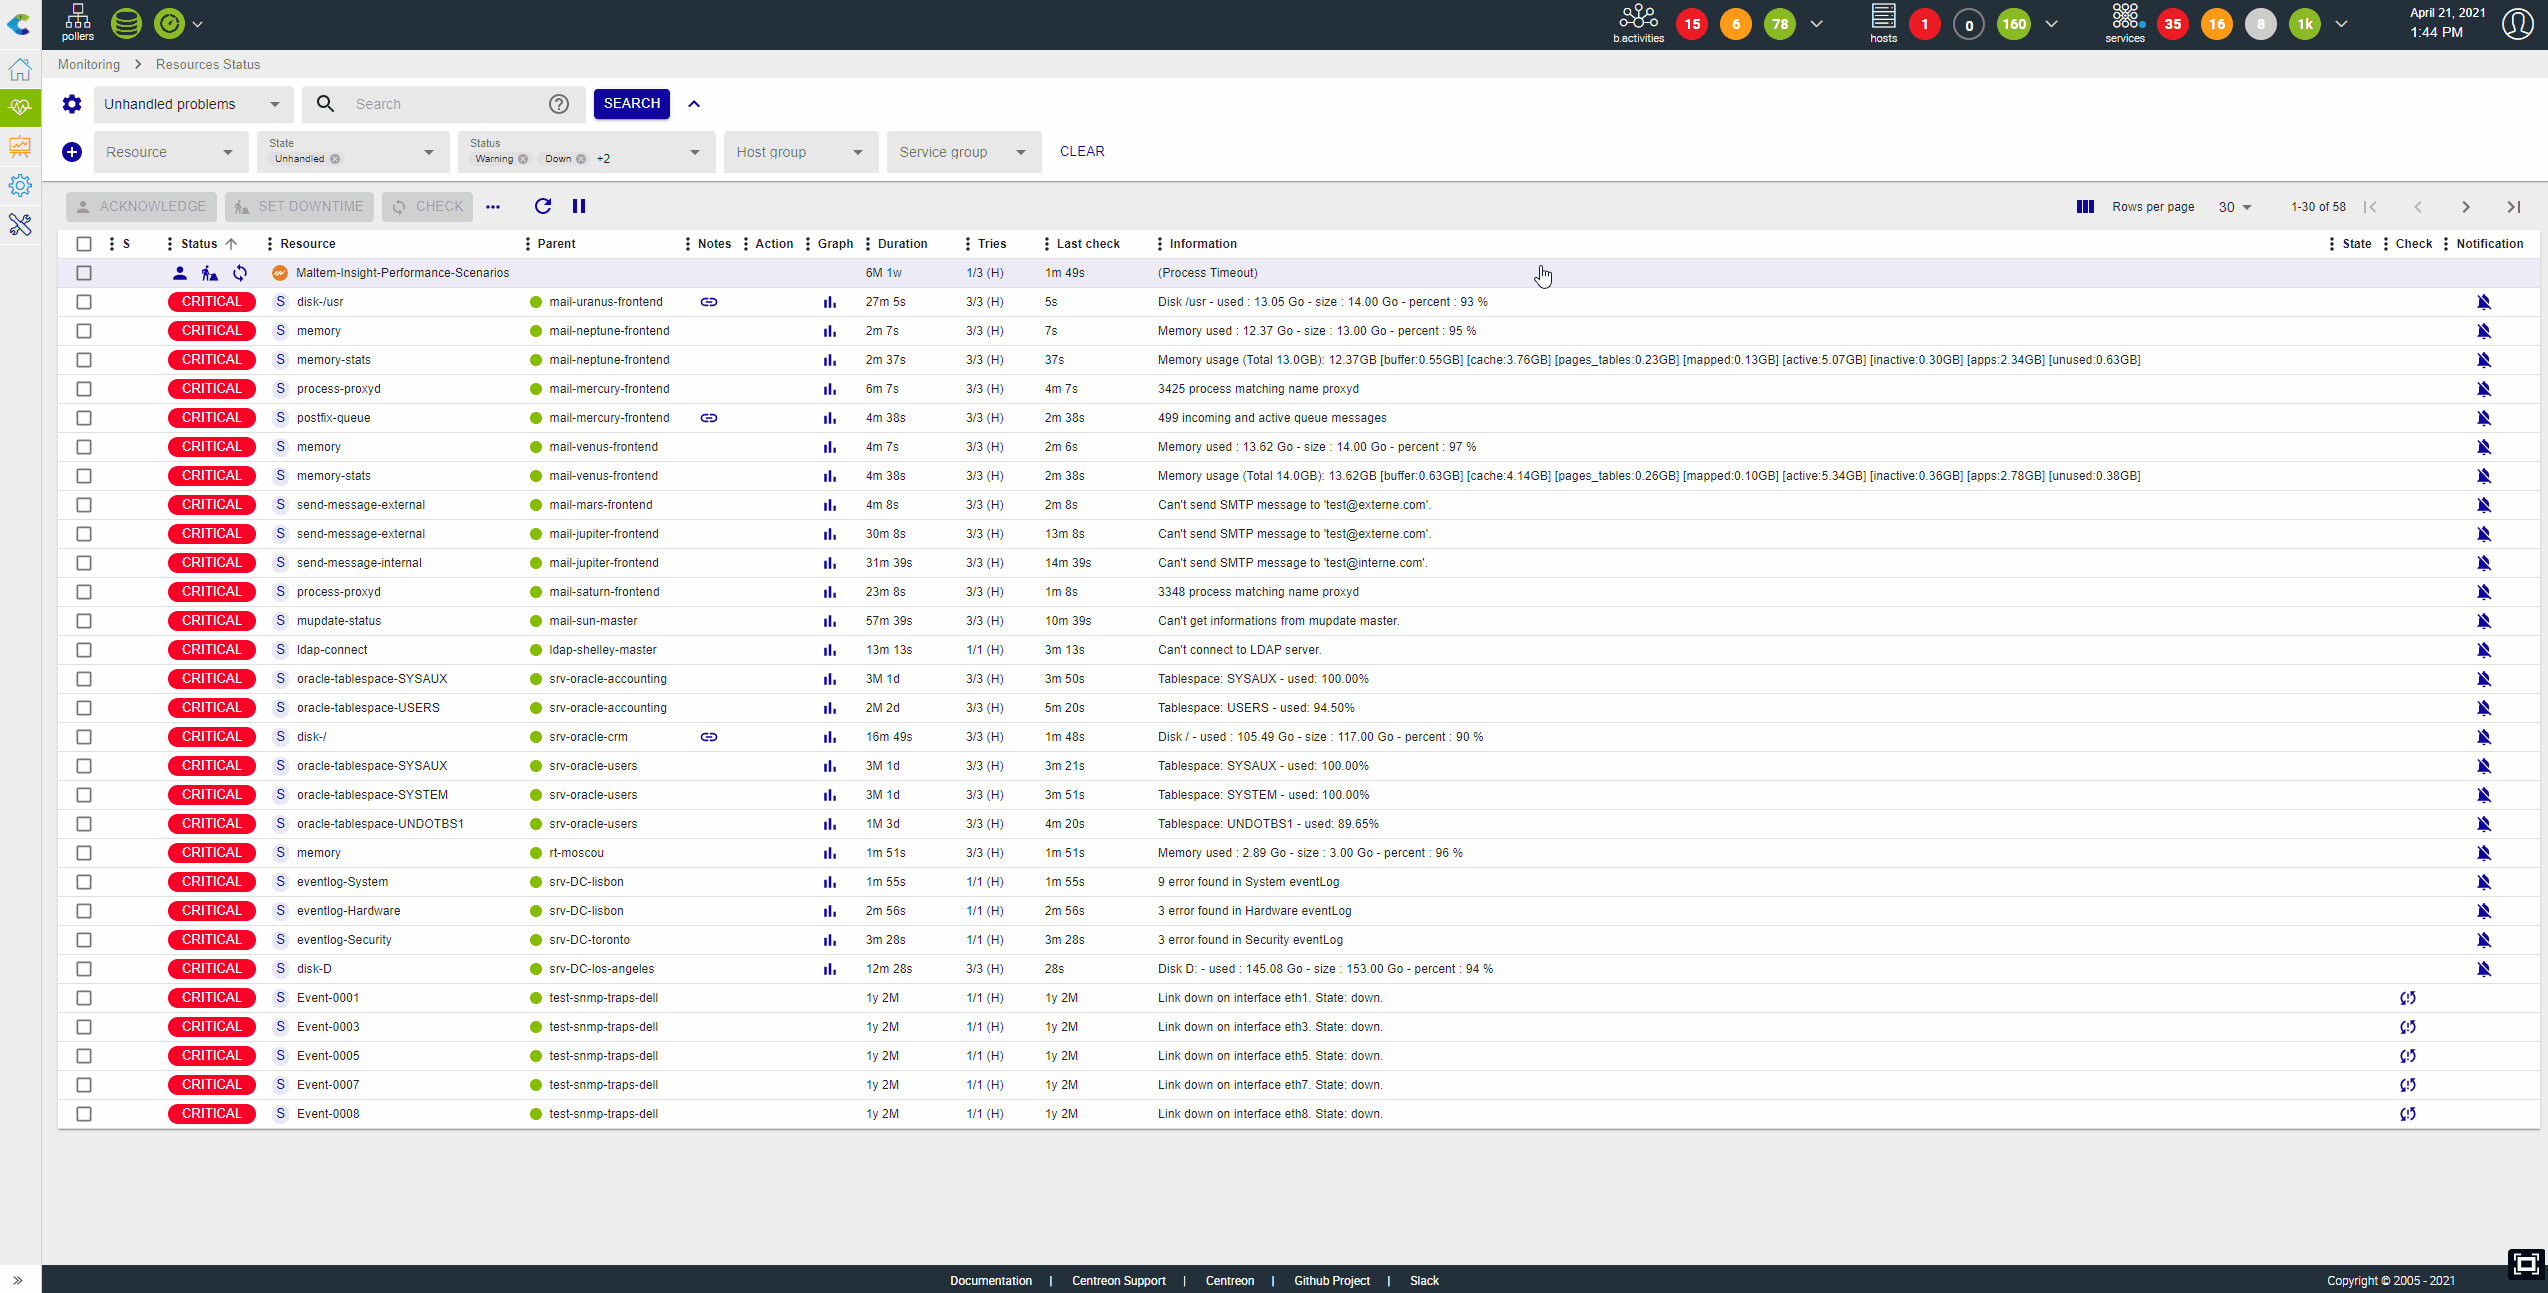 pollers
b.activities 15 6 78
hosts 1 0 160
services 35 16 8 1k
April 21, 2021
1:44 PM
Monitoring Resources Status
Unhandled problems Search SEARCH
Resource State Unhandled Status Warning Down +2 Host group Service group CLEAR
ACKNOWLEDGE SET DOWNTIME CHECK Rows per page 30 1-30 of 58
S Status Resource Parent Notes Action Graph Duration Tries Last check Information State Check Notification
Maltem-Insight-Performance-Scenarios 6M 1w 1/3 (H) 1m 49s (Process Timeout)
CRITICAL S disk-/usr mail-uranus-frontend 27m 5s 3/3 (H) 5s Disk /usr - used : 13.05 Go - size : 14.00 Go - percent : 93 %
CRITICAL S memory mail-neptune-frontend 2m 7s 3/3 (H) 7s Memory used : 12.37 Go - size : 13.00 Go - percent : 95 %
CRITICAL S memory-stats mail-neptune-frontend 2m 37s 3/3 (H) 37s Memory usage (Total 13.0GB): 12.37GB [buffer:0.55GB] [cache:3.76GB] [pages_tables:0.23GB] [mapped:0.13GB] [active:5.07GB] [inactive:0.30GB] [apps:2.34GB] [unused:0.63GB]
CRITICAL S process-proxyd mail-mercury-frontend 6m 7s 3/3 (H) 4m 7s 3425 process matching name proxyd
CRITICAL S postfix-queue mail-mercury-frontend 4m 38s 3/3 (H) 2m 38s 499 incoming and active queue messages
CRITICAL S memory mail-venus-frontend 4m 7s 3/3 (H) 2m 6s Memory used : 13.62 Go - size : 14.00 Go - percent : 97 %
CRITICAL S memory-stats mail-venus-frontend 4m 38s 3/3 (H) 2m 38s Memory usage (Total 14.0GB): 13.62GB [buffer:0.63GB] [cache:4.14GB] [pages_tables:0.26GB] [mapped:0.10GB] [active:5.34GB] [inactive:0.36GB] [apps:2.78GB] [unused:0.38GB]
CRITICAL S send-message-external mail-mars-frontend 4m 8s 3/3 (H) 2m 8s Can't send SMTP message to 'test@externe.com'.
CRITICAL S send-message-external mail-jupiter-frontend 30m 8s 3/3 (H) 13m 8s Can't send SMTP message to 'test@externe.com'.
CRITICAL S send-message-internal mail-jupiter-frontend 31m 39s 3/3 (H) 14m 39s Can't send SMTP message to 'test@interne.com'.
CRITICAL S process-proxyd mail-saturn-frontend 23m 8s 3/3 (H) 1m 8s 3348 process matching name proxyd
CRITICAL S mupdate-status mail-sun-master 57m 39s 3/3 (H) 10m 39s Can't get informations from mupdate master.
CRITICAL S ldap-connect ldap-shelley-master 13m 13s 1/1 (H) 3m 13s Can't connect to LDAP server.
CRITICAL S oracle-tablespace-SYSAUX srv-oracle-accounting 3M 1d 3/3 (H) 3m 50s Tablespace: SYSAUX - used: 100.00%
CRITICAL S oracle-tablespace-USERS srv-oracle-accounting 2M 2d 3/3 (H) 5m 20s Tablespace: USERS - used: 94.50%
CRITICAL S disk-/ srv-oracle-crm 16m 49s 3/3 (H) 1m 48s Disk / - used : 105.49 Go - size : 117.00 Go - percent : 90 %
CRITICAL S oracle-tablespace-SYSAUX srv-oracle-users 3M 1d 3/3 (H) 3m 21s Tablespace: SYSAUX - used: 100.00%
CRITICAL S oracle-tablespace-SYSTEM srv-oracle-users 3M 1d 3/3 (H) 3m 51s Tablespace: SYSTEM - used: 100.00%
CRITICAL S oracle-tablespace-UNDOTBS1 srv-oracle-users 1M 3d 3/3 (H) 4m 20s Tablespace: UNDOTBS1 - used: 89.65%
CRITICAL S memory rt-moscou 1m 51s 3/3 (H) 1m 51s Memory used : 2.89 Go - size : 3.00 Go - percent : 96 %
CRITICAL S eventlog-System srv-DC-lisbon 1m 55s 1/1 (H) 1m 55s 9 error found in System eventLog
CRITICAL S eventlog-Hardware srv-DC-lisbon 2m 56s 1/1 (H) 2m 56s 3 error found in Hardware eventLog
CRITICAL S eventlog-Security srv-DC-toronto 3m 28s 1/1 (H) 3m 28s 3 error found in Security eventLog
CRITICAL S disk-D srv-DC-los-angeles 12m 28s 3/3 (H) 28s Disk D: - used : 145.08 Go - size : 153.00 Go - percent : 94 %
CRITICAL S Event-0001 test-snmp-traps-dell 1y 2M 1/1 (H) 1y 2M Link down on interface eth1. State: down.
CRITICAL S Event-0003 test-snmp-traps-dell 1y 2M 1/1 (H) 1y 2M Link down on interface eth3. State: down.
CRITICAL S Event-0005 test-snmp-traps-dell 1y 2M 1/1 (H) 1y 2M Link down on interface eth5. State: down.
CRITICAL S Event-0007 test-snmp-traps-dell 1y 2M 1/1 (H) 1y 2M Link down on interface eth7. State: down.
CRITICAL S Event-0008 test-snmp-traps-dell 1y 2M 1/1 (H) 1y 2M Link down on interface eth8. State: down.
Documentation | Centreon Support | Centreon | Github Project | Slack
Copyright © 2005 - 2021